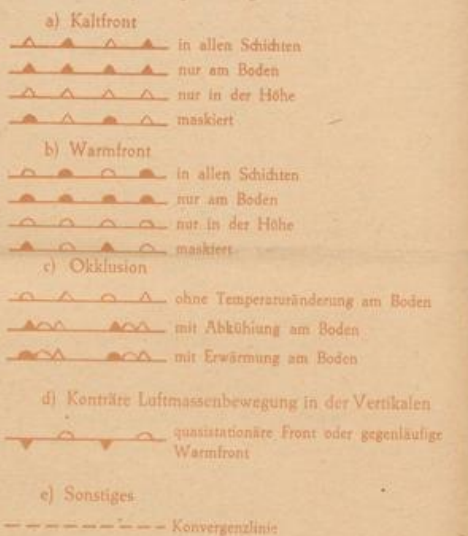 a) Kaltfront
in allen Schichten
nur am Boden
nur in der Höhe
maskiert
b) Warmfront
in allen Schichten
nur am Boden
nur in der Höhe
maskiert
c) Okklusion
ohne Temperaturänderung am Boden
mit Abkühlung am Boden
mit Erwärmung am Boden
d) Konträre Luftmassenbewegung in der Vertikalen
quasistationäre Front oder gegenläufige
Warmfront
e) Sonstiges
Konvergenzlinie